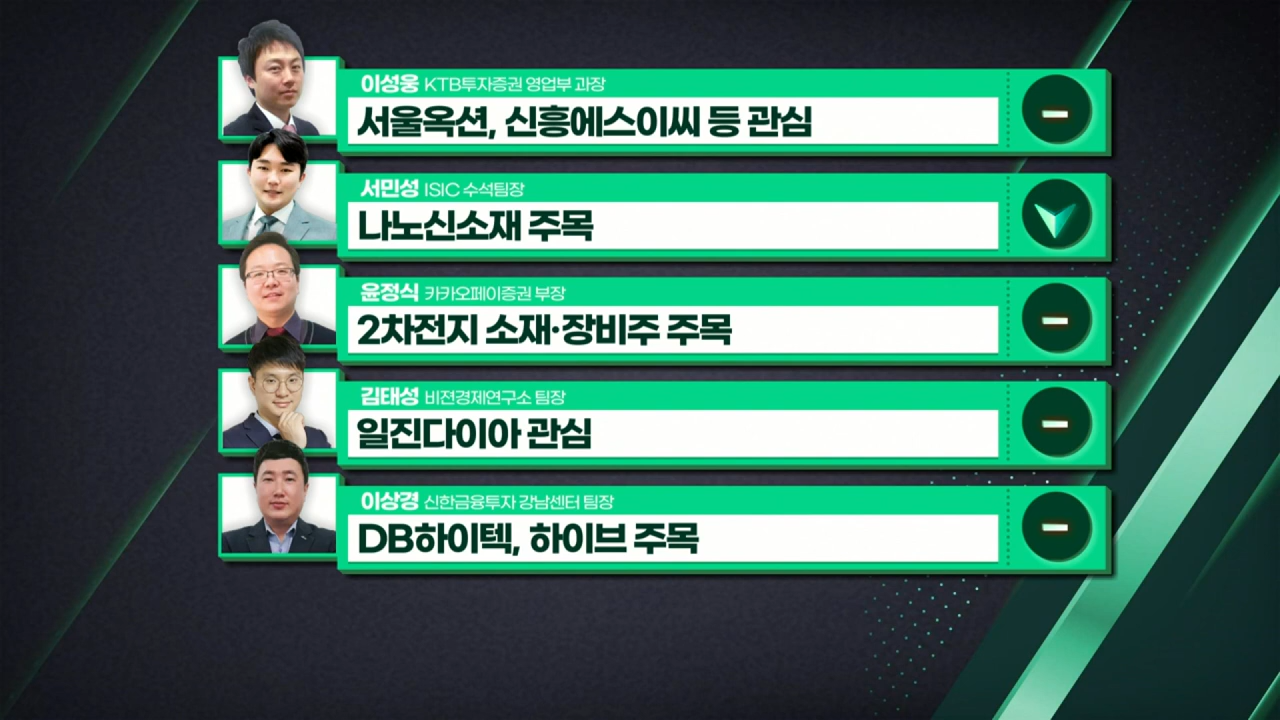 이성웅 KTB투자증권 영업부 과장
서울옥션, 신흥에스이씨 등 관심
서민성 ISIC 수석팀장
나노신소재 주목
윤정식 카카오페이증권 부장
2차전지 소재·장비주 주목
김태성 비젼경제연구소 팀장
일진다이아 관심
이상경 신한금융투자 강남센터 팀장
DB하이텍, 하이브 주목